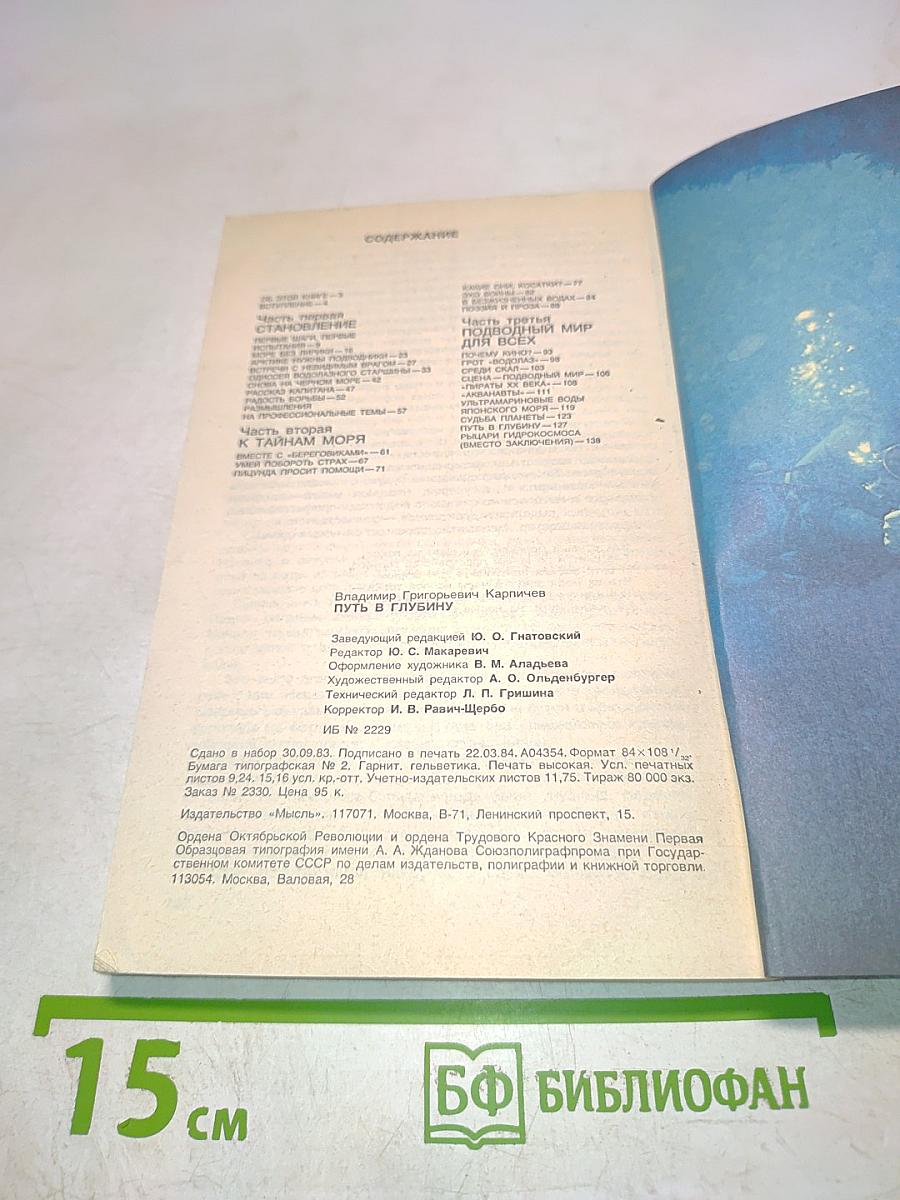 СОДЕРЖАНИЕ
ОБ ЭТОЙ КНИГЕ—3
ВСТУПЛЕНИЕ—4
Часть первая
СТАНОВЛЕНИЕ
ПЕРВЫЕ ШАГИ, ПЕРВЫЕ
ИСПЫТАНИЯ—9
МОРЕ БЕЗ ЛИРИКИ—16
АРКТИКЕ НУЖНЫ ПОДВОДНИКИ—23
ВСТРЕЧИ С НЕВИДИМЫМ ВРАГОМ—27
ОДИССЕЯ ВОДОЛАЗНОГО СТАРШИНЫ—33
СНОВА НА ЧЕРНОМ МОРЕ—42
РАССКАЗ КАПИТАНА—47
РАДОСТЬ БОРЬБЫ—52
РАЗМЫШЛЕНИЯ
НА ПРОФЕССИОНАЛЬНЫЕ ТЕМЫ—57
Часть вторая
К ТАЙНАМ МОРЯ
ВМЕСТЕ С «БЕРЕГОВИКАМИ»—61
УМЕЙ ПОБОРОТЬ СТРАХ—67
ПИЦУНДА ПРОСИТ ПОМОЩИ—71
КАКИЕ ОНИ, КОСАТКИ?—77
ЭХО ВОЙНЫ—82
В БЕЗЖИЗНЕННЫХ ВОДАХ—84
ПОЭЗИЯ И ПРОЗА—88
Часть третья
ПОДВОДНЫЙ МИР
ДЛЯ ВСЕХ
ПОЧЕМУ КИНО?—93
ГРОТ «ВОДОЛАЗ»—98
СРЕДИ СКАЛ—103
СЦЕНА—ПОДВОДНЫЙ МИР—106
«ПИРАТЫ XX ВЕКА»—108
«АКВАНАВТЫ»—111
УЛЬТРАМАРИНОВЫЕ ВОДЫ
ЯПОНСКОГО МОРЯ—119
СУДЬБА ПЛАНЕТЫ—123
ПУТЬ В ГЛУБИНУ—127
РЫЦАРИ ГИДРОКОСМОСА
(ВМЕСТО ЗАКЛЮЧЕНИЯ)—138
Владимир Григорьевич Карпичев
ПУТЬ В ГЛУБИНУ
Заведующий редакцией Ю. О. Гнатовский
Редактор Ю. С. Макаревич
Оформление художника В. М. Аладьева
Художественный редактор А. О. Ольденбургер
Технический редактор Л. П. Гришина
Корректор И. В. Равич-Щербо
ИБ № 2229
Сдано в набор 30.09.83. Подписано в печать 22.03.84. А04354. Формат 84×108 1/32.
Бумага типографская № 2. Гарнит. гельветика. Печать высокая. Усл. печатных
листов 9,24. 15,16 усл. кр.-отт. Учетно-издательских листов 11,75. Тираж 80 000 экз.
Заказ № 2330. Цена 95 к.
Издательство «Мысль». 117071. Москва, В-71, Ленинский проспект, 15.
Ордена Октябрьской Революции и ордена Трудового Красного Знамени Первая
Образцовая типография имени А. А. Жданова Союзполиграфпрома при Государ-
ственном комитете СССР по делам издательств, полиграфии и книжной торговли.
113054. Москва, Валовая, 28
15 см
БФ БИБЛИОФАН